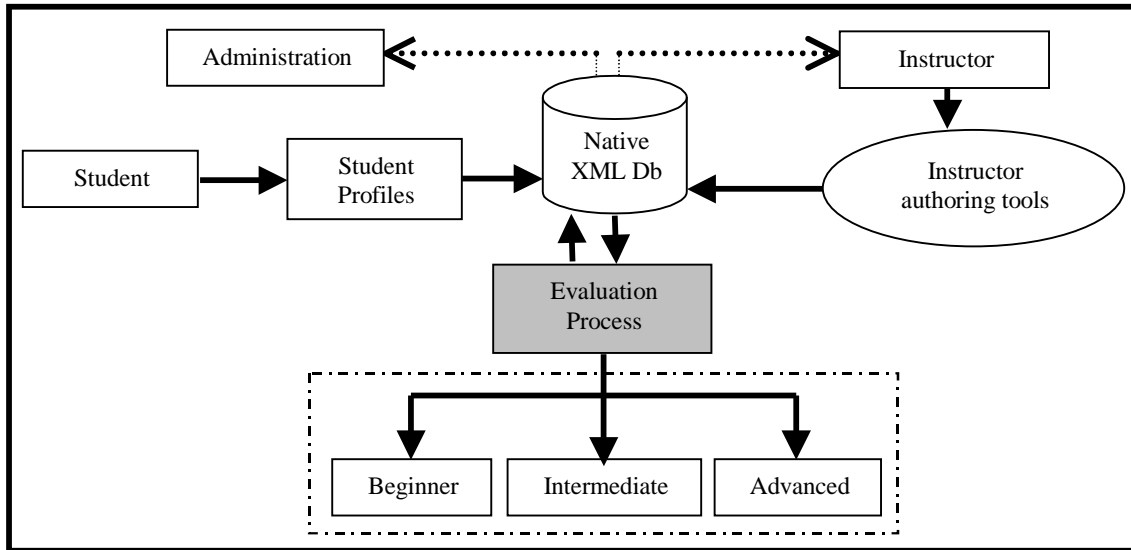 Administration
Instructor
Native
XML Db
Student
Student
Profiles
Instructor
authoring tools
Evaluation
Process
Beginner
Intermediate
Advanced